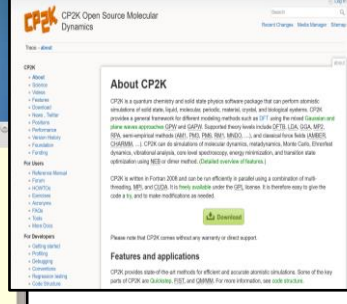 Log In
CP2K
CP2K Open Source Molecular
Dynamics
Search
Recent Changes Media Manager Sitemap
Trace: • about
about
CP2K
About
Science
Videos
Features
Download
News, Twitter
Positions
Performance
Version History
Foundation
Funding
For Users
Reference Manual
Forum
HOWTOs
Exercises
Acronyms
FAQs
Tools
More Docs
For Developers
Getting started
Profiling
Debugging
Conventions
Regression testing
Code Structure
About CP2K
CP2K is a quantum chemistry and solid state physics software package that can perform atomistic
simulations of solid state, liquid, molecular, periodic, material, crystal, and biological systems. CP2K
provides a general framework for different modeling methods such as DFT using the mixed Gaussian and
plane waves approaches GPW and GAPW. Supported theory levels include DFTB, LDA, GGA, MP2,
RPA, semi-empirical methods (AM1, PM3, PM6, RM1, MNDO, ...), and classical force fields (AMBER,
CHARMM, ...). CP2K can do simulations of molecular dynamics, metadynamics, Monte Carlo, Ehrenfest
dynamics, vibrational analysis, core level spectroscopy, energy minimization, and transition state
optimization using NEB or dimer method. (Detailed overview of features.)
CP2K is written in Fortran 2008 and can be run efficiently in parallel using a combination of multi-
threading, MPI, and CUDA. It is freely available under the GPL license. It is therefore easy to give the
code a try, and to make modifications as needed.
Download
Please note that CP2K comes without any warranty or direct support.
Features and applications
CP2K provides state-of-the-art methods for efficient and accurate atomistic simulations. Some of the key
parts of CP2K are Quickstep, FIST, and QM/MM. For more information, see code structure.